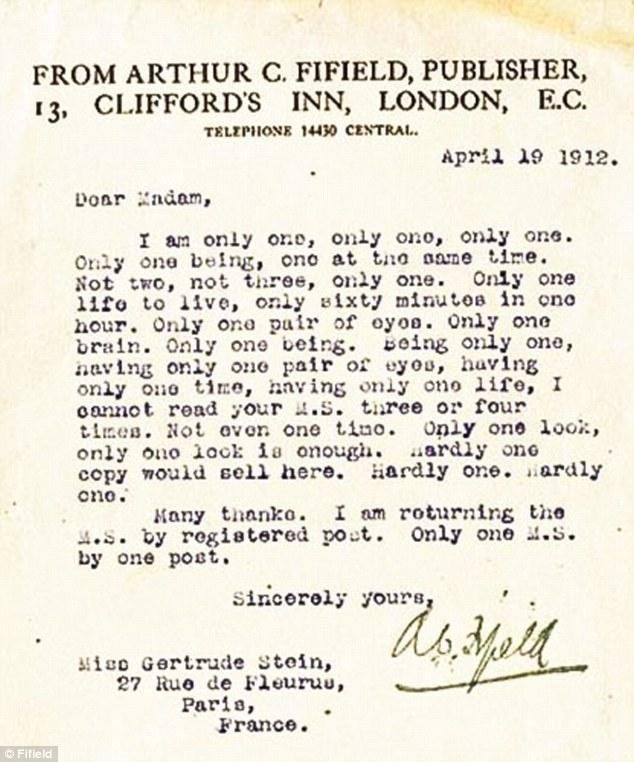 FROM ARTHUR C. FIFIELD, PUBLISHER,
13, CLIFFORD'S INN, LONDON, E.C.
TELEPHONE 14430 CENTRAL.
April 19 1912.
Dear Madam,
I am only one, only one, only one.
Only one being, one at the same time.
Not two, not three, only one. Only one
life to live, only sixty minutes in one
hour. Only one pair of eyes. Only one
brain. Only one being. Being only one,
having only one pair of eyes, having
only one time, having only one life, I
cannot read your M.S. three or four
times. Not even one time. Only one look,
only one look is enough. Hardly one
copy would sell here. Hardly one. Hardly
one.
Many thanks. I am returning the
M.S. by registered post. Only one M.S.
by one post.
Sincerely yours,
A.C. Fifield
Miss Gertrude Stein,
27 Rue de Fleurus,
Paris,
France.
© Fifield